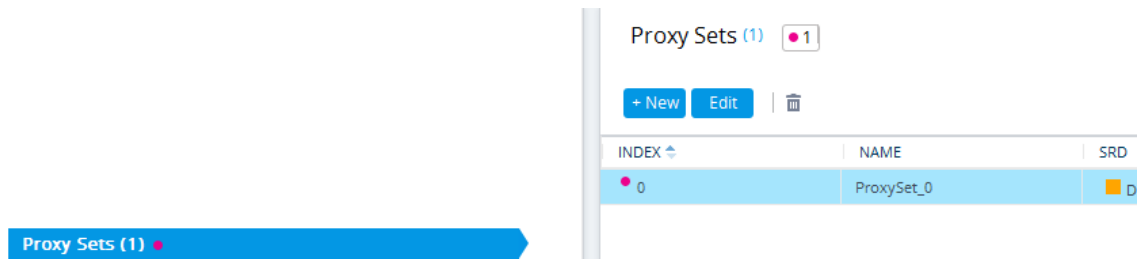 Proxy Sets (1) 1
+ New Edit
INDEX NAME SRD
0 ProxySet_0 D
Proxy Sets (1)